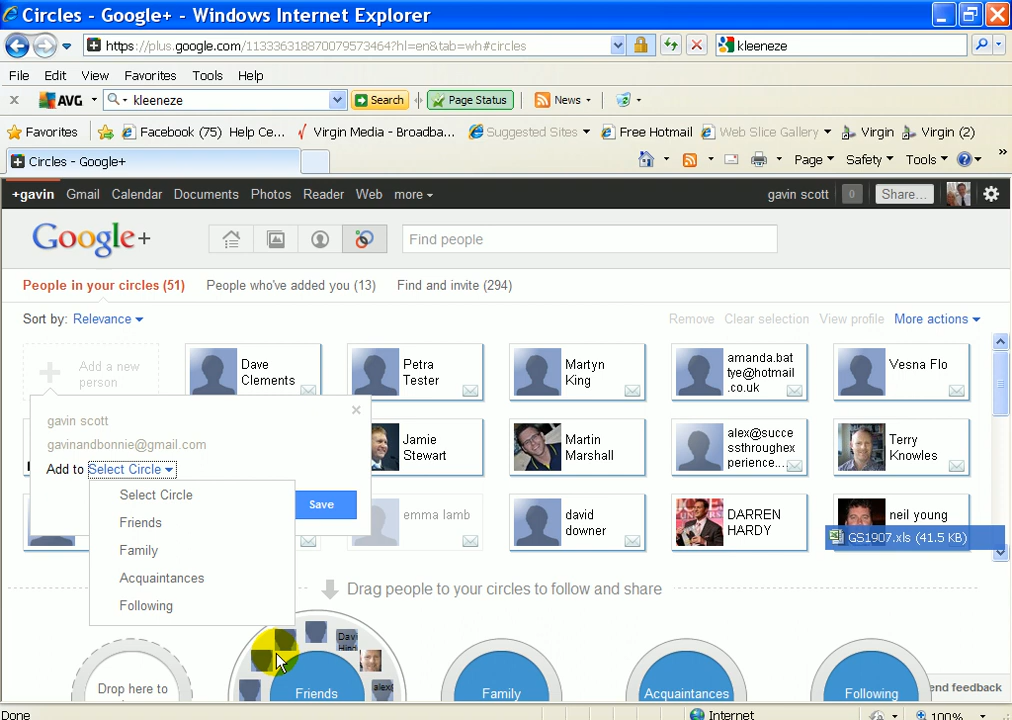 Circles - Google+ - Windows Internet Explorer
https://plus.google.com/113336318870079573464?hl=en&tab=wh#circles
kleeneze
File Edit View Favorites Tools Help
AVG kleeneze Search Page Status News
Favorites Facebook (75) Help Ce... Virgin Media - Broadba... Suggested Sites Free Hotmail Web Slice Gallery Virgin Virgin (2)
Circles - Google+ Page Safety Tools
+gavin Gmail Calendar Documents Photos Reader Web more gavin scott 0 Share...
Google+ Find people
People in your circles (51) People who've added you (13) Find and invite (294)
Sort by: Relevance Remove Clear selection View profile More actions
Add a new
person
Dave
Clements
Petra
Tester
Martyn
King
amanda.bat
tye@hotmail
.co.uk
Vesna Flo
gavin scott
gavinandbonnie@gmail.com
Add to Select Circle
Select Circle
Friends
Family
Acquaintances
Following
Save
Jamie
Stewart
Martin
Marshall
alex@succe
ssthroughex
perience....
Terry
Knowles
emma lamb
david
downer
DARREN
HARDY
neil young
GS1907.xls (41.5 KB)
Drag people to your circles to follow and share
Drop here to
Friends
Family
Acquaintances
Following
end feedback
Done Internet 100%